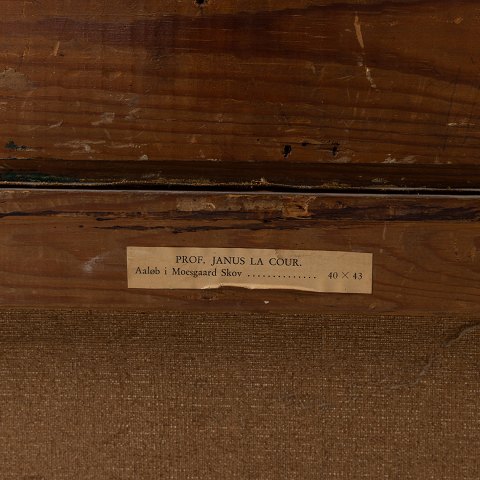 PROF. JANUS LA COUR.
Aaløb i Moesgaard Skov .............. 40 × 43